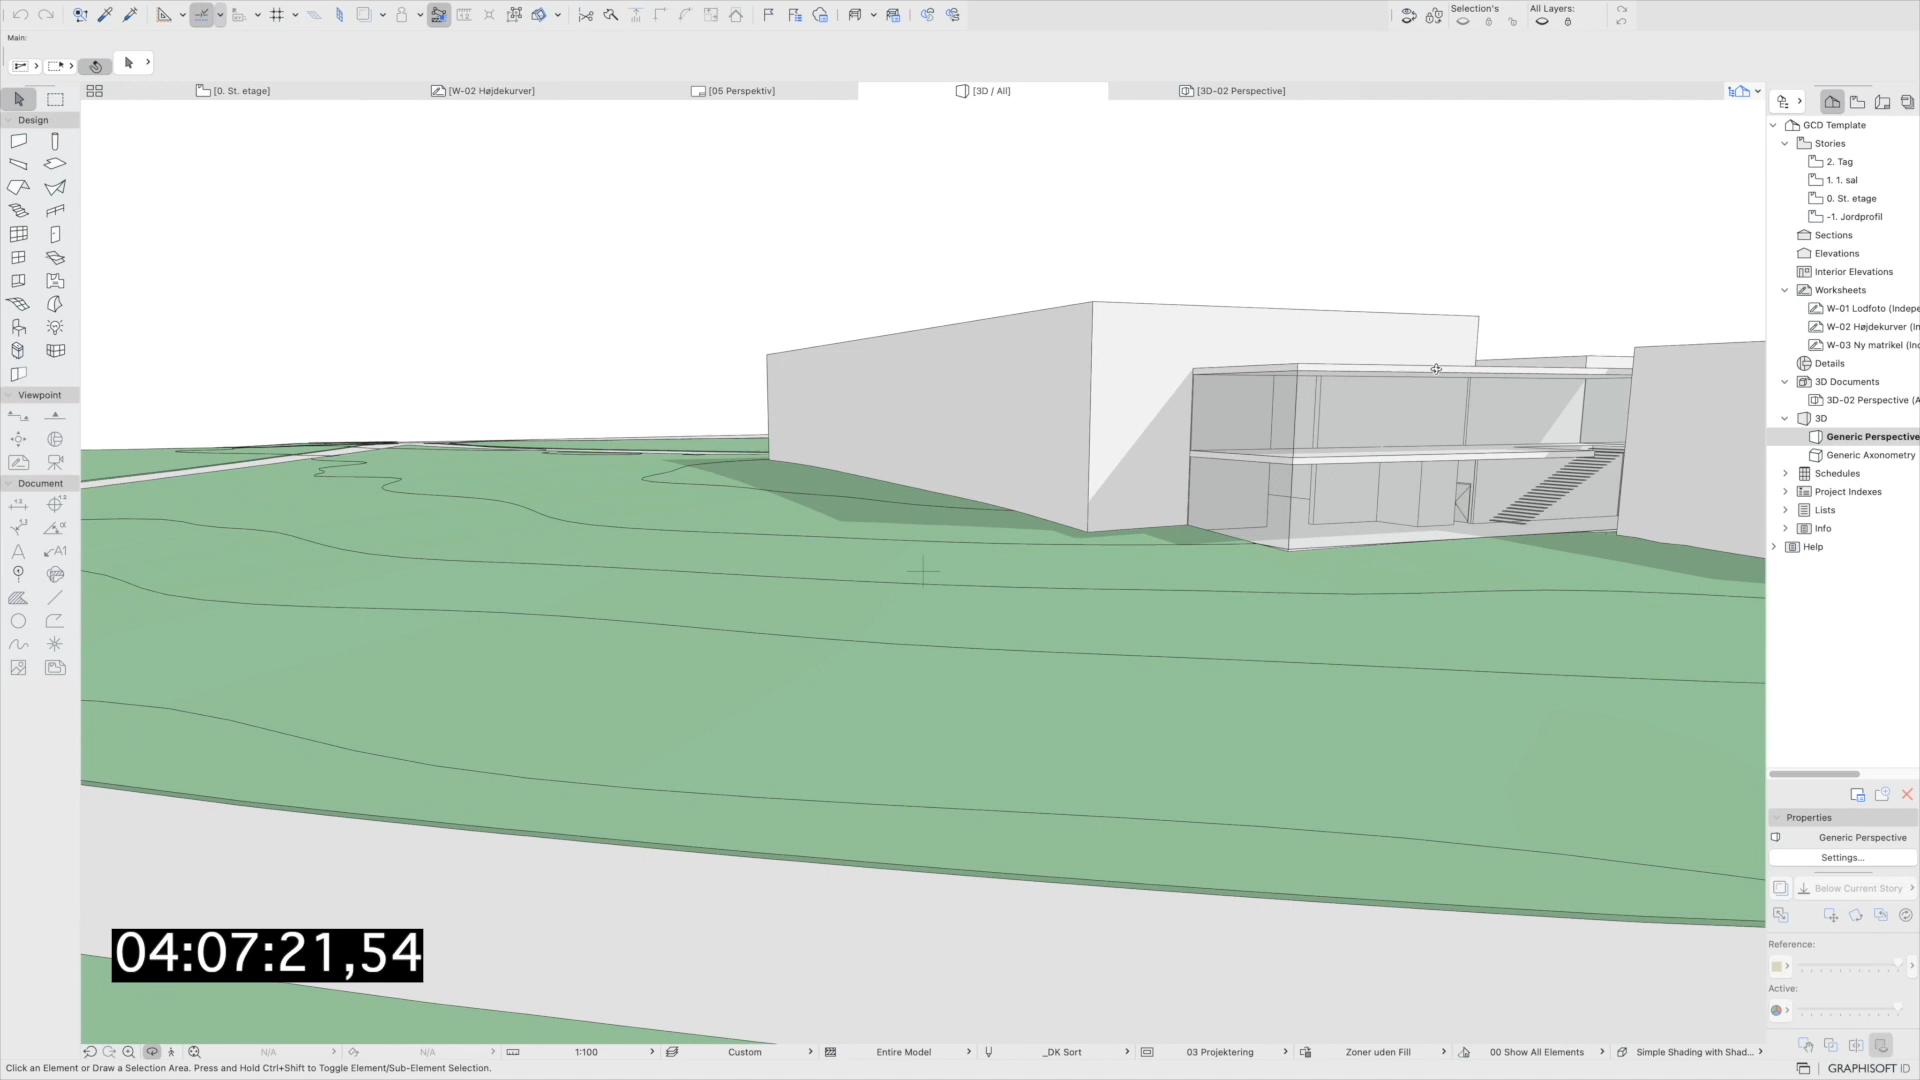 Selection's
All Layers:
Main:
[0. St. etage]
[W-02 Højdekurver]
[05 Perspektiv]
[3D / All]
[3D-02 Perspective]
Design
Viewpoint
Document
A1
GCD Template
Stories
2. Tag
1. 1. sal
0. St. etage
-1. Jordprofil
Sections
Elevations
Interior Elevations
Worksheets
W-01 Lodfoto (Indepe
W-02 Højdekurver (In
W-03 Ny matrikel (Ind
Details
3D Documents
3D-02 Perspective (A
3D
Generic Perspective
Generic Axonometry
Schedules
Project Indexes
Lists
Info
Help
Properties
Generic Perspective
Settings...
Below Current Story
Reference:
Active:
04:07:21,54
N/A
N/A
1:100
Custom
Entire Model
_DK Sort
03 Projektering
Zoner uden Fill
00 Show All Elements
Simple Shading with Shad...
Click an Element or Draw a Selection Area. Press and Hold Ctrl+Shift to Toggle Element/Sub-Element Selection.
GRAPHISOFT ID